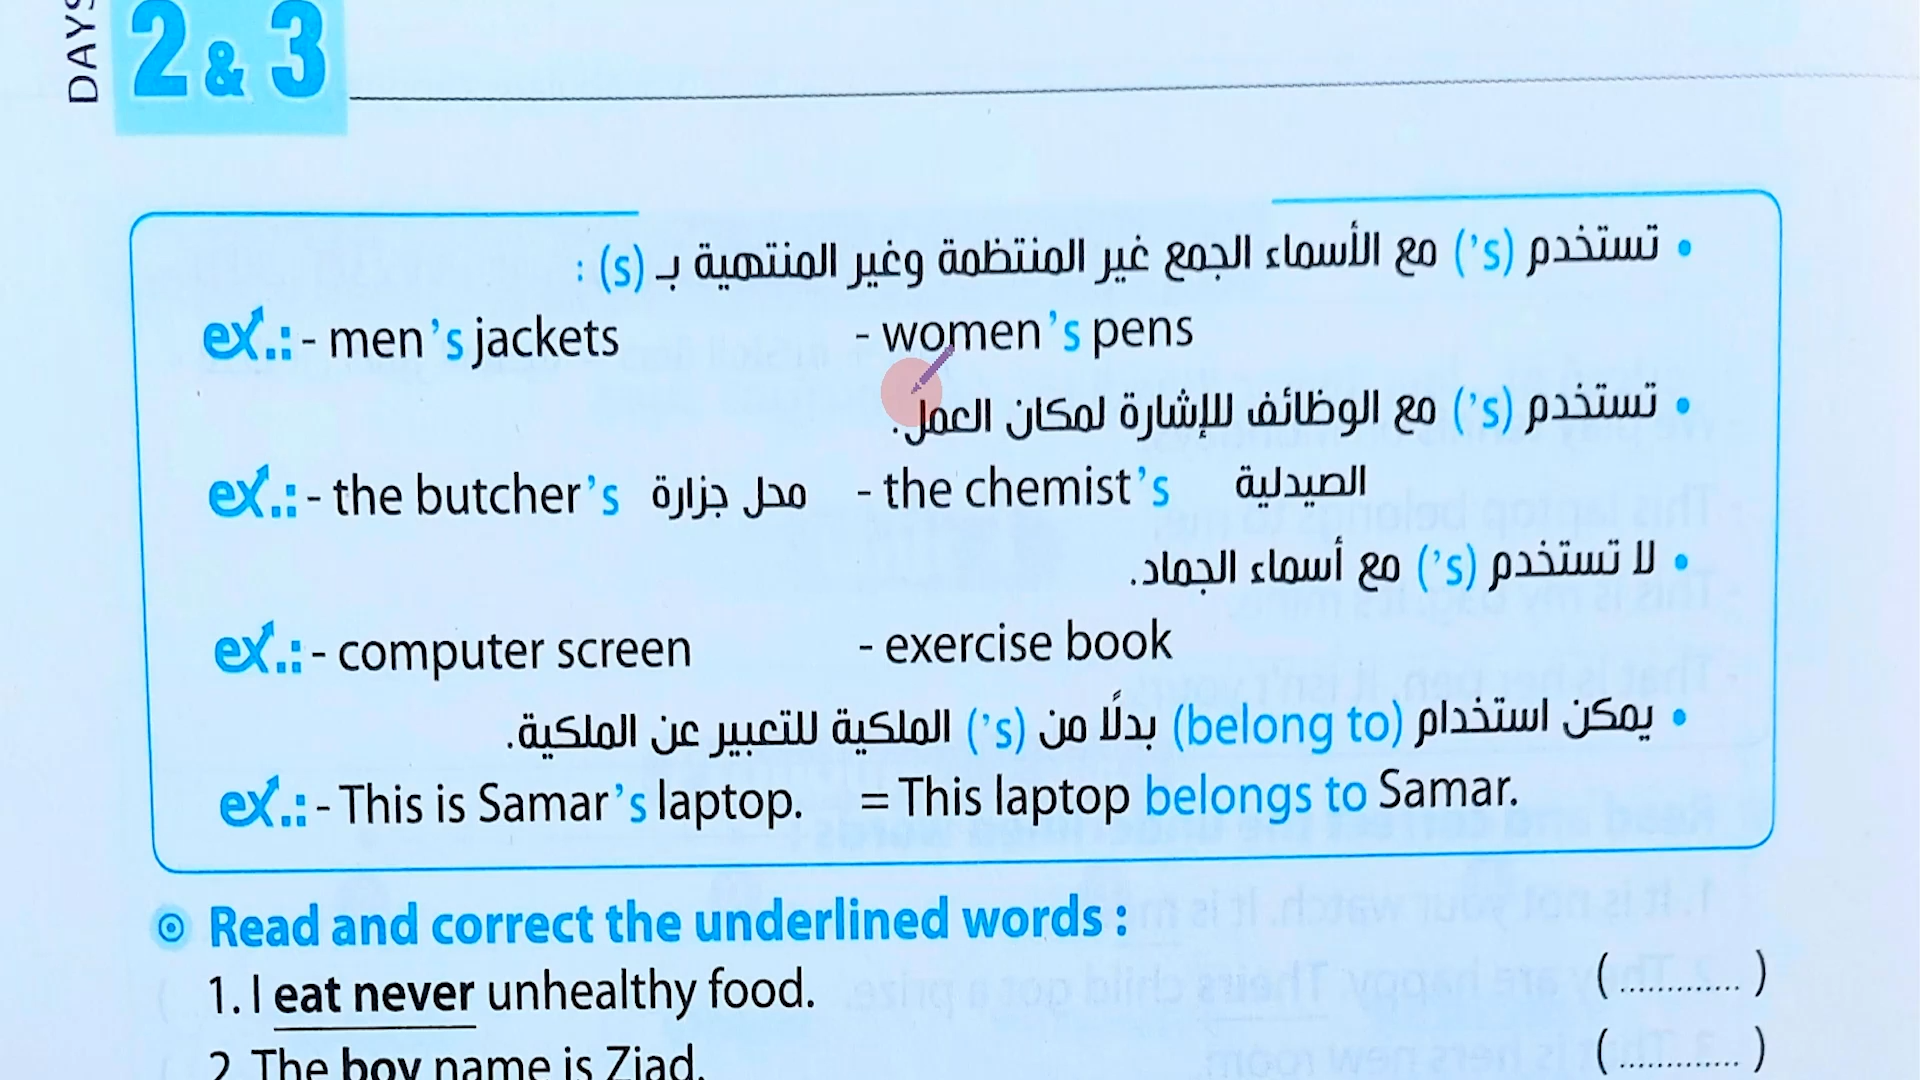 DAYS
2 & 3
• تستخدم (’s) مع الأسماء الجمع غير المنتظمة وغير المنتهية بـ (s) :
ex.: - men’s jackets - women’s pens
• تستخدم (’s) مع الوظائف للإشارة لمكان العمل.
ex.: - the butcher’s محل جزارة - the chemist’s الصيدلية
• لا تستخدم (’s) مع أسماء الجماد.
ex.: - computer screen - exercise book
• يمكن استخدام (belong to) بدلًا من (’s) الملكية للتعبير عن الملكية.
ex.: - This is Samar’s laptop. = This laptop belongs to Samar.
Read and correct the underlined words :
1. I eat never unhealthy food. (............)
2. The boy name is Ziad. (............)